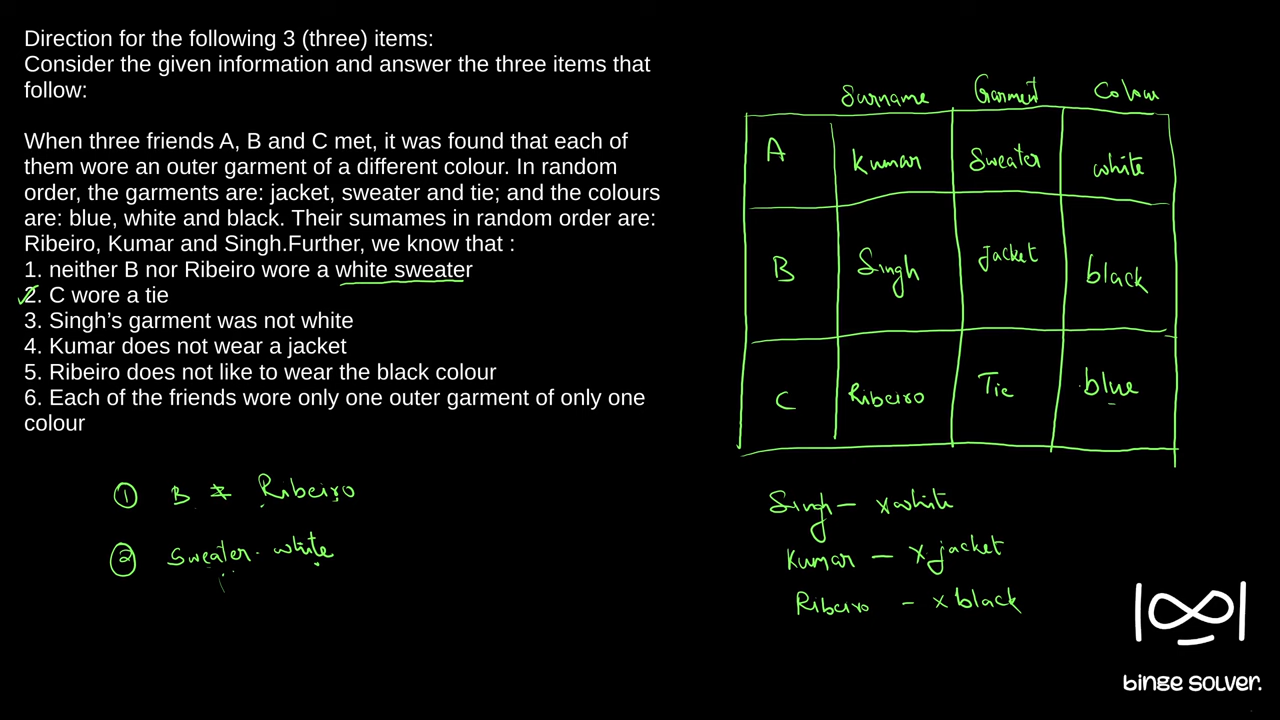 Direction for the following 3 (three) items:
Consider the given information and answer the three items that
follow:
When three friends A, B and C met, it was found that each of
them wore an outer garment of a different colour. In random
order, the garments are: jacket, sweater and tie; and the colours
are: blue, white and black. Their sumames in random order are:
Ribeiro, Kumar and Singh.Further, we know that :
1. neither B nor Ribeiro wore a white sweater
2. C wore a tie
3. Singh’s garment was not white
4. Kumar does not wear a jacket
5. Ribeiro does not like to wear the black colour
6. Each of the friends wore only one outer garment of only one
colour
① B ≠ Ribeiro
② Sweater - white
Surname Garment Colour
A Kumar Sweater white
B Singh Jacket black
C Ribeiro Tie blue
Singh — x white
Kumar — x jacket
Ribeiro - x black
binge solver.